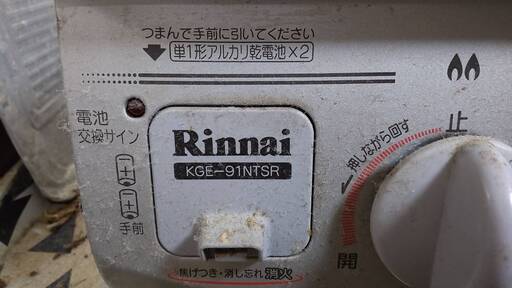 つまんで手前に引いてください
単1形アルカリ乾電池×2
電池
交換サイン
手前
Rinnai
KGE-91NTSR
焦げつき・消し忘れ 消火
止
押しながら回す
開